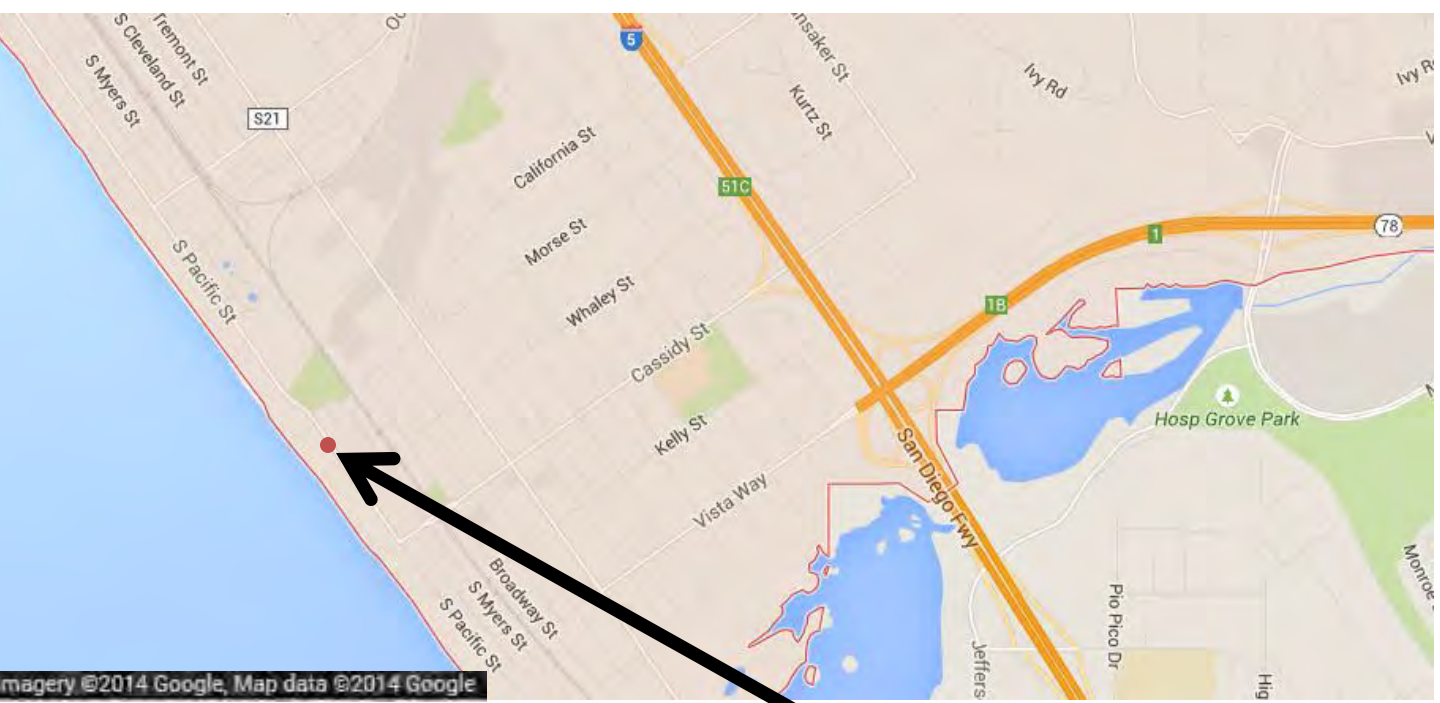 Tremont St
S Cleveland St
S Myers St
S21
5
Kurtz St
Ivy Rd
California St
51C
Morse St
1
78
S Pacific St
Whaley St
1B
Cassidy St
Hosp Grove Park
Kelly St
San Diego Fwy
Vista Way
Broadway St
S Myers St
S Pacific St
Pio Pico Dr
Monroe
magery ©2014 Google, Map data ©2014 Google